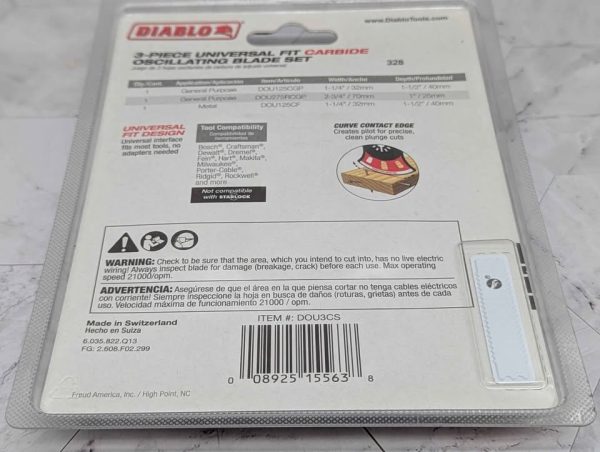 DIABLO
www.DiabloTools.com
3-PIECE UNIVERSAL FIT CARBIDE
OSCILLATING BLADE SET
328
Qty/Cant. Application/Aplicación Item/Artículo Width/Ancho Depth/Profundidad
1 General Purpose DOU125CGP 1-1/4" / 32mm 1-1/2" / 40mm
1 General Purpose 2-3/4" / 70mm 1" / 25mm
1 Metal DOU125CF 1-1/4" / 32mm 1-1/2" / 40mm
UNIVERSAL
FIT DESIGN
Universal interface
fits most tools, no
adapters needed
Tool Compatibility
Compatibilidad de
herramientas
Bosch, Craftsman,
Dewalt, Dremel,
Fein, Hart, Makita,
Milwaukee,
Porter-Cable,
Ridgid, Rockwell
and more
Not compatible
with STARLOCK
CURVE CONTACT EDGE
Creates pilot for precise,
clean plunge cuts
WARNING: Check to be sure that the area, which you intend to cut into, has no live electric
wiring! Always inspect blade for damage (breakage, crack) before each use. Max operating
speed 21000/opm.
ADVERTENCIA: Asegúrese de que el área en la que piensa cortar no tenga cables eléctricos
con corriente! Siempre inspeccione la hoja en busca de daños (roturas, grietas) antes de cada
uso. Velocidad máxima de funcionamiento 21000 / opm.
Made in Switzerland
Hecho en Suiza
6.035.822.Q13
FG: 2.608.F02.299
ITEM #: DOU3CS
0 08925 15563 8
Freud America, Inc. / High Point, NC